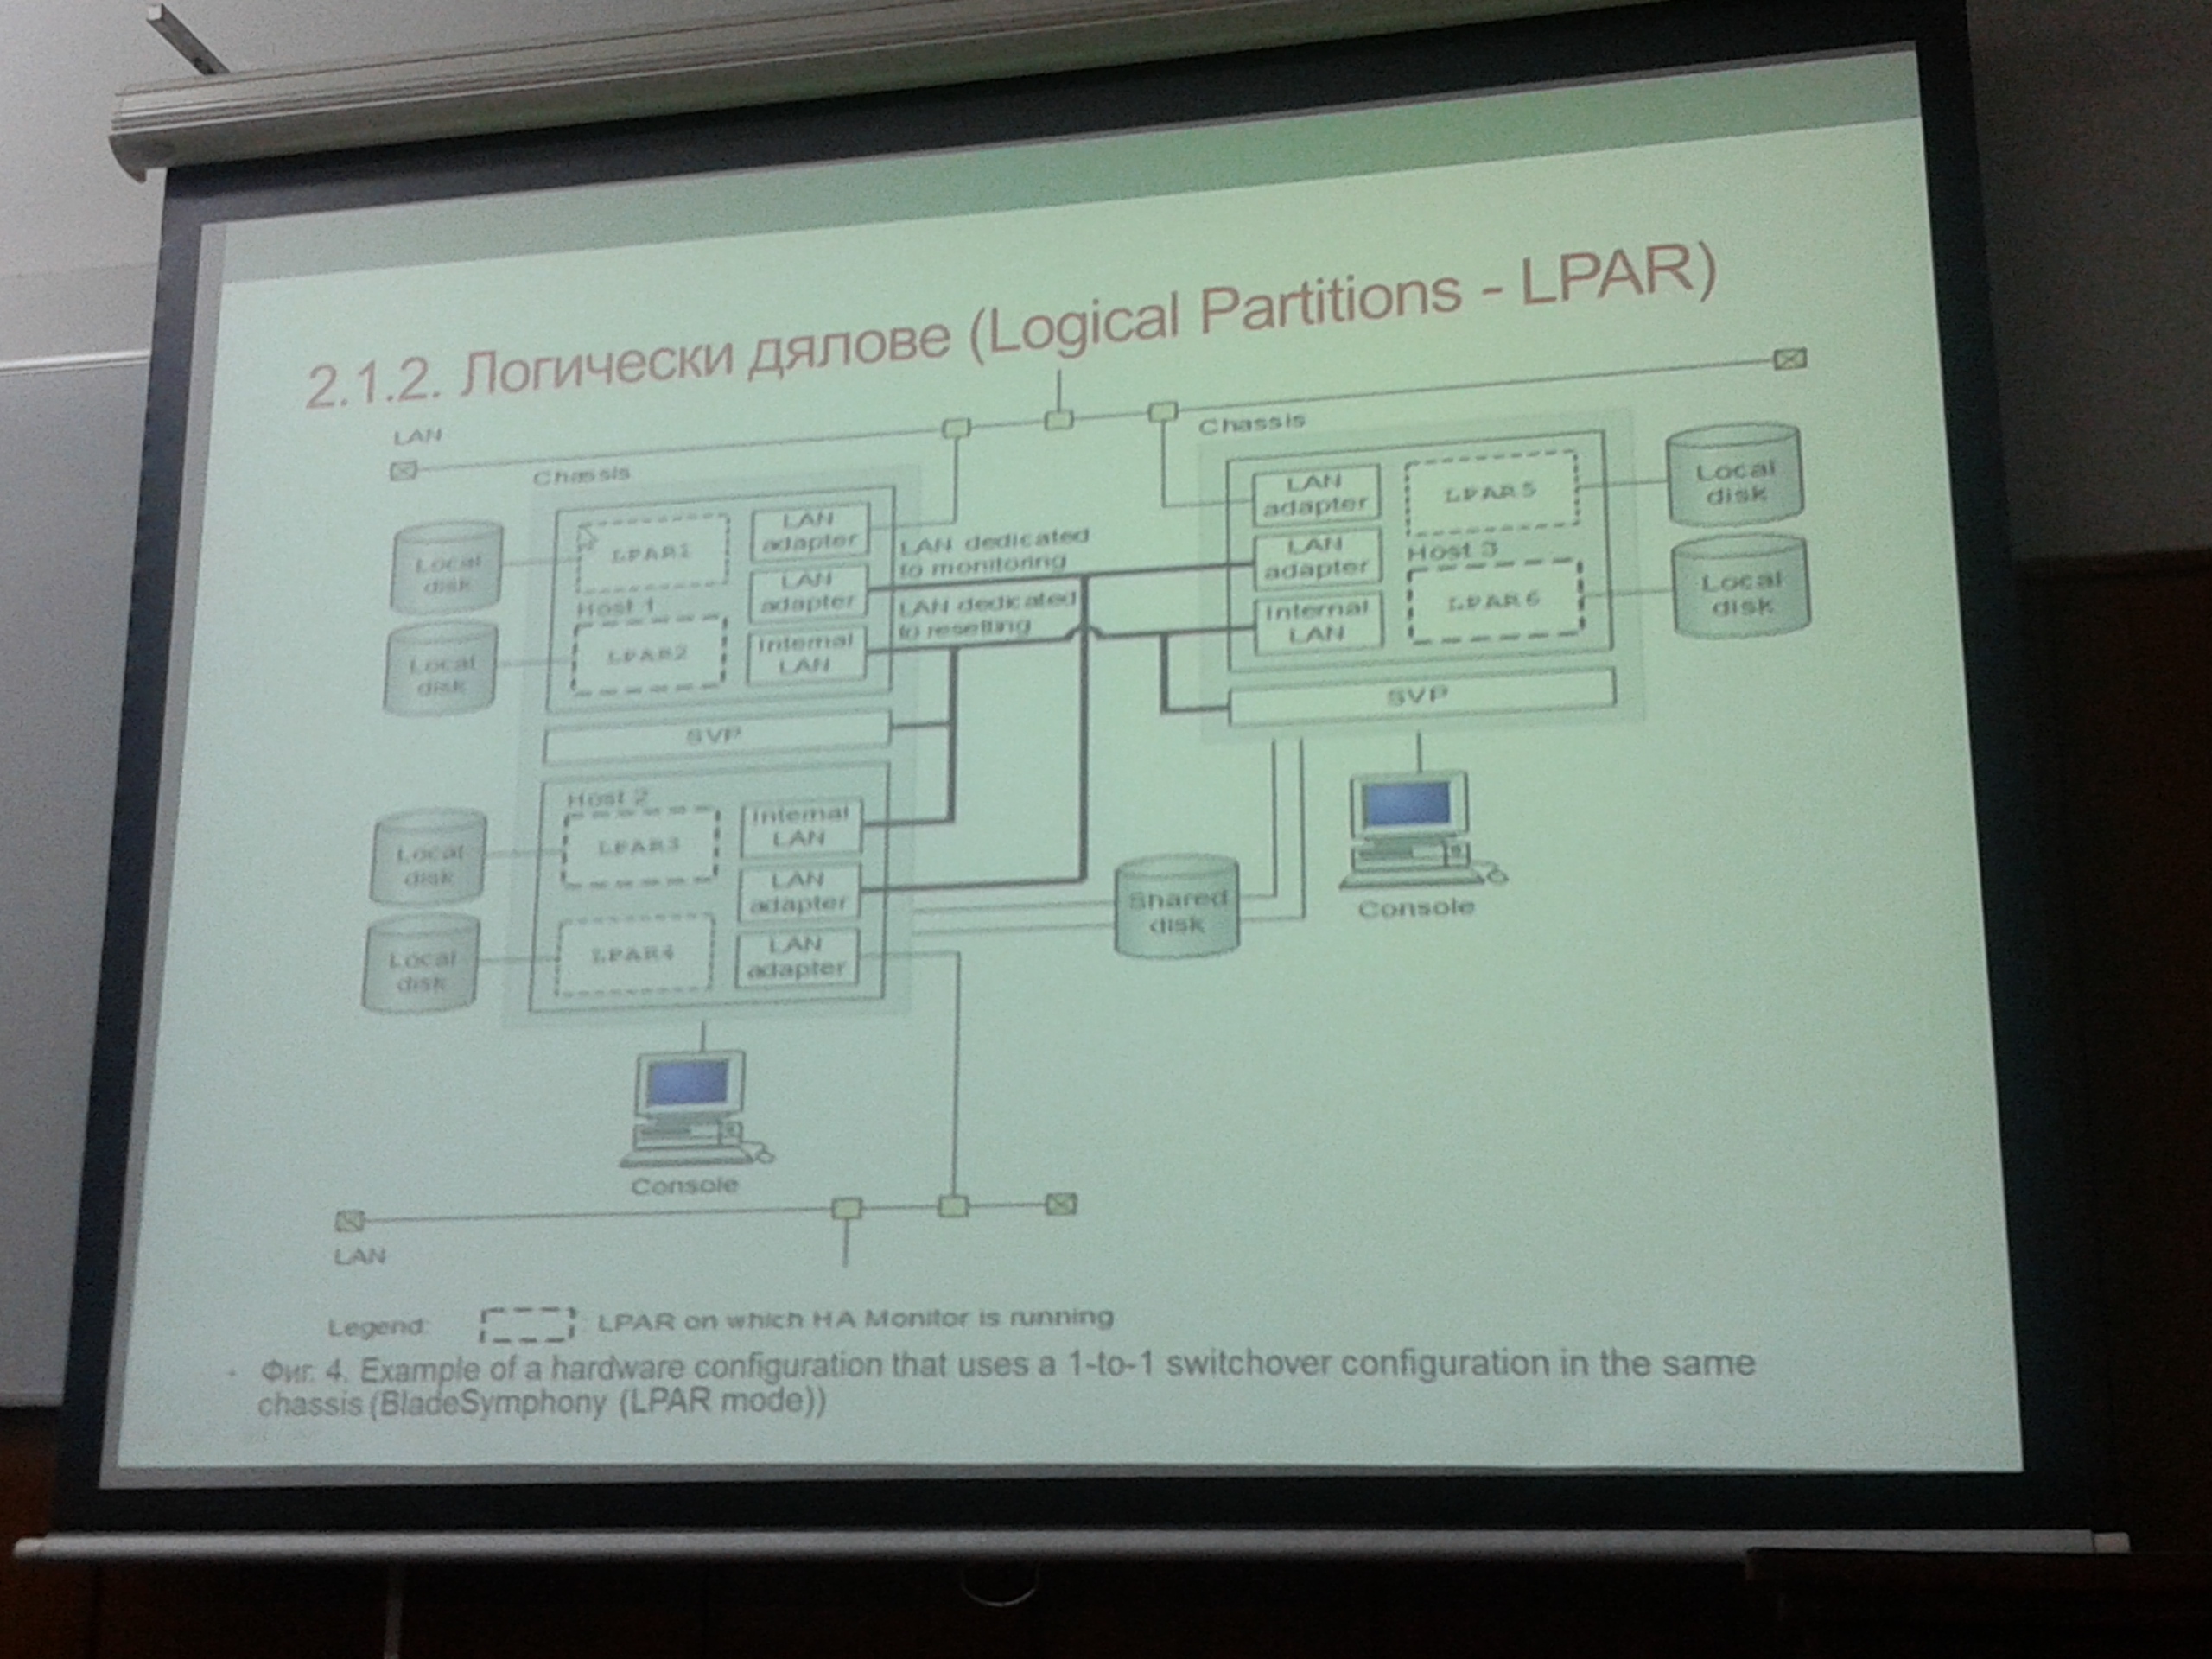 2.1.2. Логически дялове (Logical Partitions - LPAR)
LAN
Chassis
Chassis
Local
disk
LPAR1
LAN
adapter
Host 1
LAN
adapter
Local
disk
LPAR2
Internal
LAN
SVP
LAN dedicated
to monitoring
LAN dedicated
to resetting
LAN
adapter
LPAR5
Local
disk
LAN
adapter
Host 3
Internal
LAN
LPAR6
Local
disk
SVP
Host 2
Local
disk
LPAR3
Internal
LAN
LAN
adapter
Local
disk
LPAR4
LAN
adapter
Shared
disk
Console
Console
LAN
Legend: LPAR on which HA Monitor is running
Фиг. 4. Example of a hardware configuration that uses a 1-to-1 switchover configuration in the same
chassis (BladeSymphony (LPAR mode))